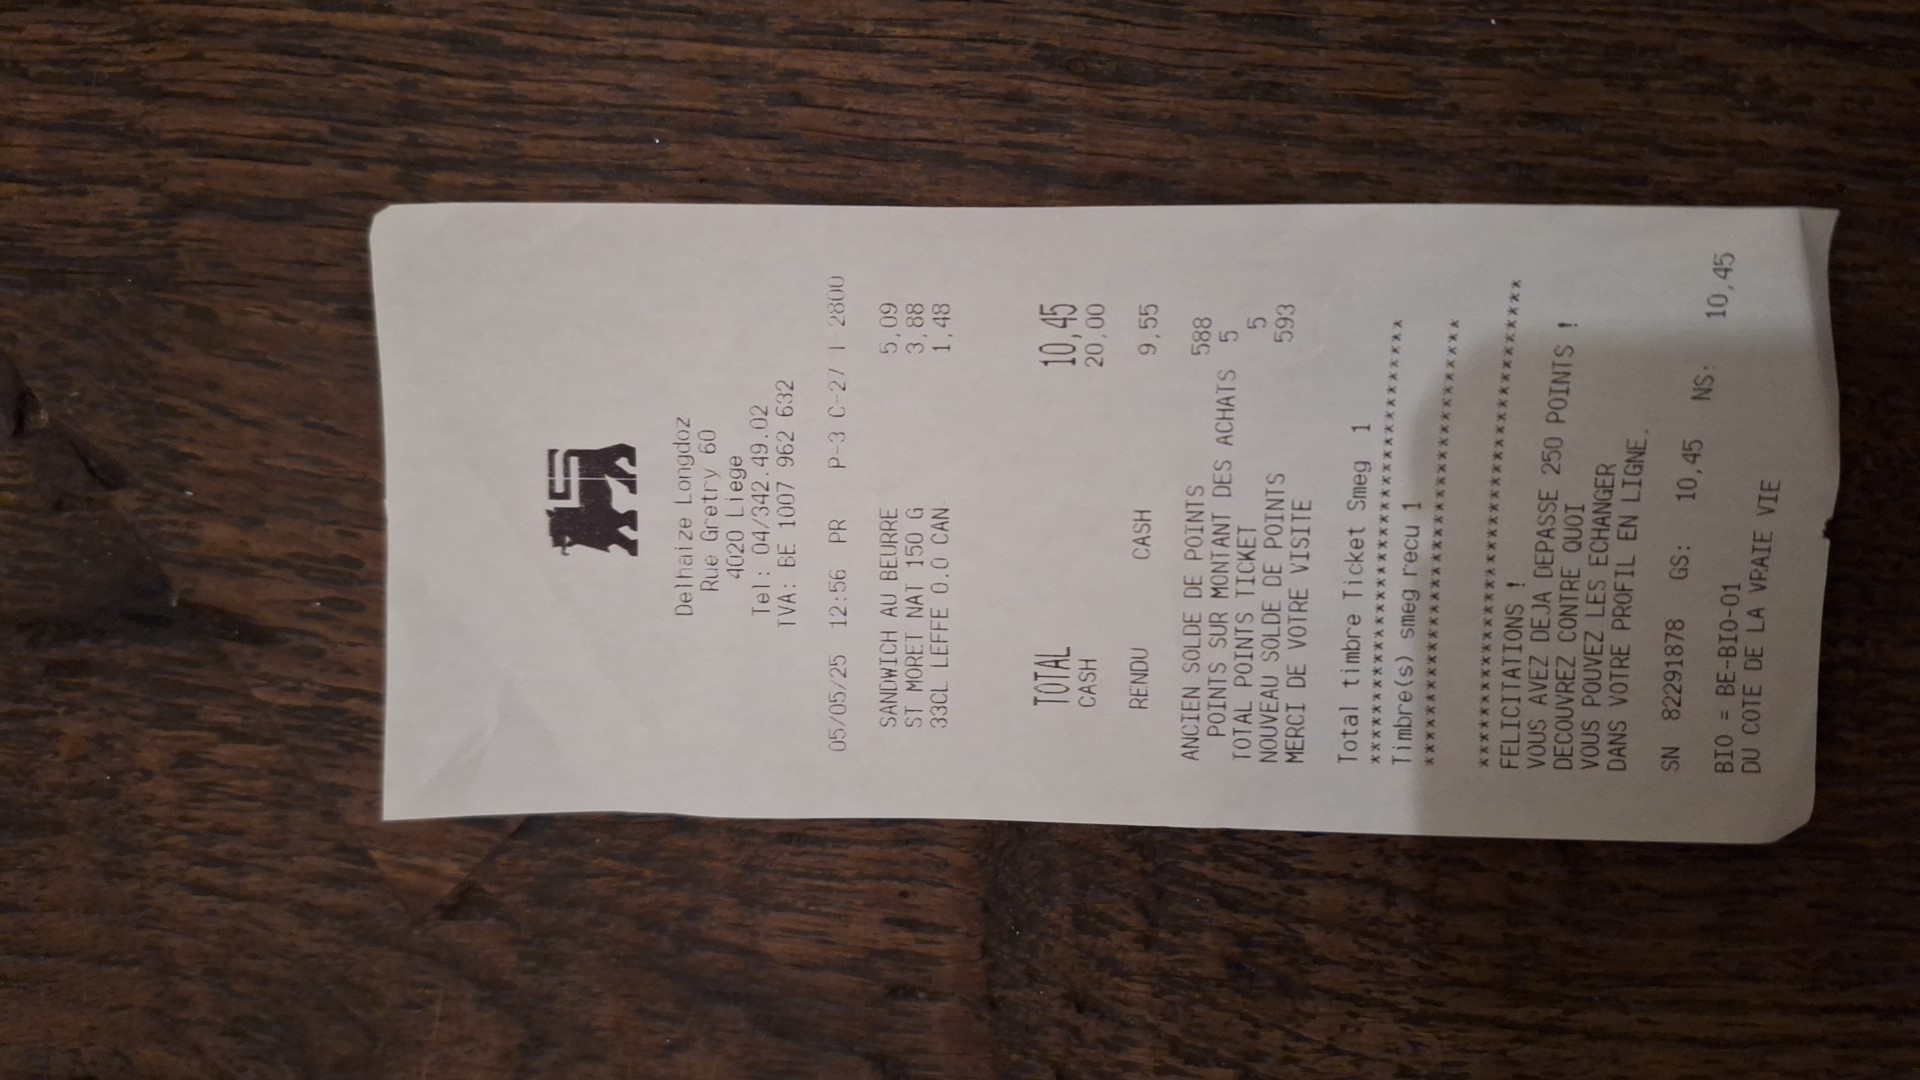 Delhaize Longdoz
Rue Gretry 60
4020 Liege
Tel: 04/342.49.02
TVA: BE 1007 962 632
05/05/25 12:56 PR P-3 C-27 T 2800
SANDWICH AU BEURRE 5,09
ST MORET NAT 150 G 3,88
33CL LEFFE 0.0 CAN 1,48
TOTAL 10,45
CASH 20,00
RENDU CASH 9,55
ANCIEN SOLDE DE POINTS 588
POINTS SUR MONTANT DES ACHATS 5
TOTAL POINTS TICKET 5
NOUVEAU SOLDE DE POINTS 593
MERCI DE VOTRE VISITE
Total timbre Ticket Smeg 1
****************************************
Timbre(s) smeg recu 1
****************************************
********************************************
FELICITATIONS !
VOUS AVEZ DEJA DEPASSE 250 POINTS !
DECOUVREZ CONTRE QUOI
VOUS POUVEZ LES ECHANGER
DANS VOTRE PROFIL EN LIGNE.
SN 82291878 GS: 10,45 NS: 10,45
BIO = BE-BIO-01
DU COTE DE LA VRAIE VIE